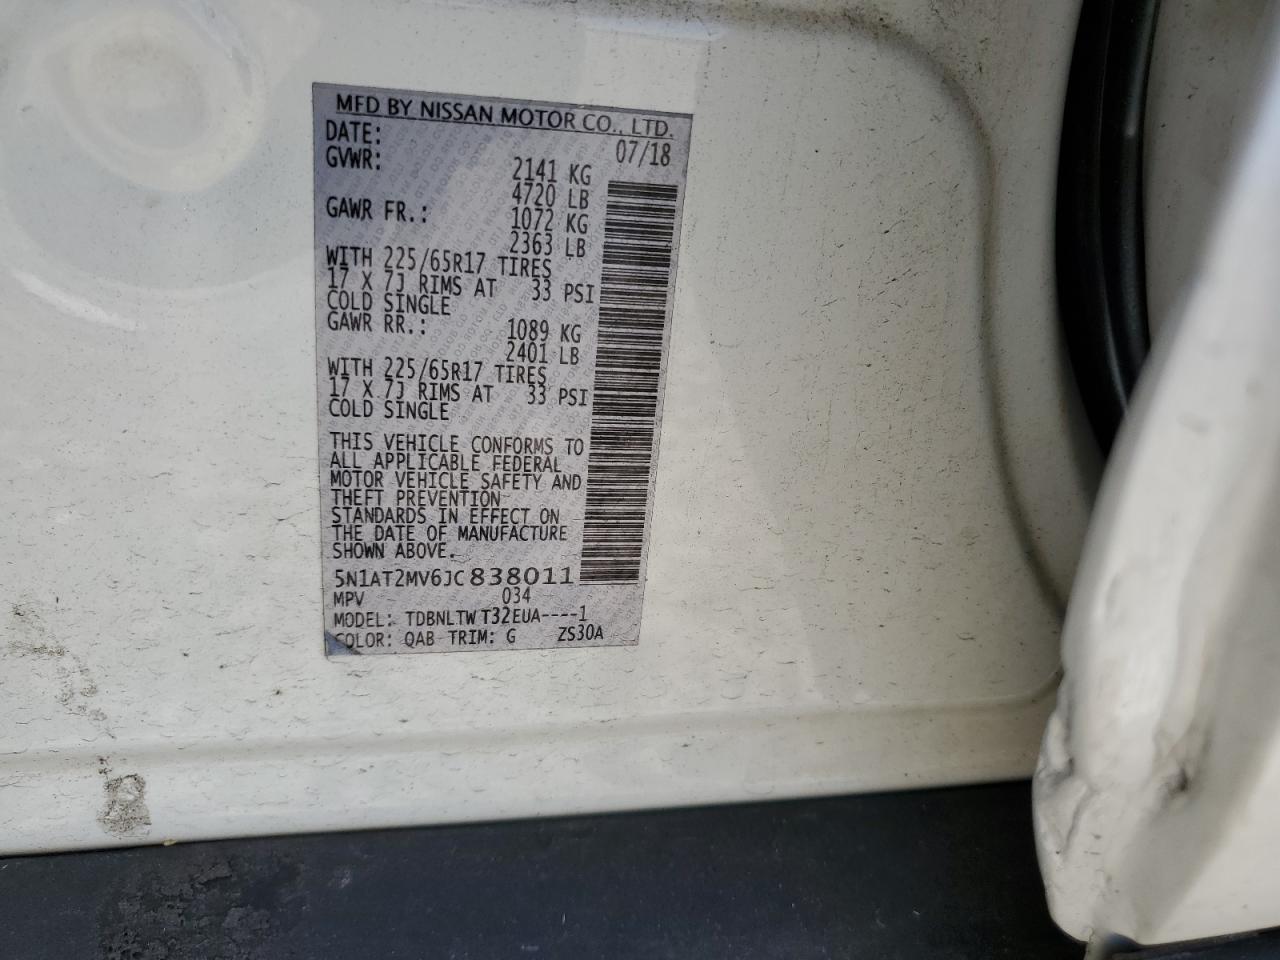 MFD BY NISSAN MOTOR CO., LTD.
DATE: 07/18
GVWR: 2141 KG
4720 LB
GAWR FR.: 1072 KG
2363 LB
WITH 225/65R17 TIRES
17 X 7J RIMS AT 33 PSI
COLD SINGLE
GAWR RR.: 1089 KG
2401 LB
WITH 225/65R17 TIRES
17 X 7J RIMS AT 33 PSI
COLD SINGLE
THIS VEHICLE CONFORMS TO
ALL APPLICABLE FEDERAL
MOTOR VEHICLE SAFETY AND
THEFT PREVENTION
STANDARDS IN EFFECT ON
THE DATE OF MANUFACTURE
SHOWN ABOVE.
5N1AT2MV6JC838011
MPV 034
MODEL: TDBNLTWT32EUA----1
COLOR: QAB TRIM: G ZS30A